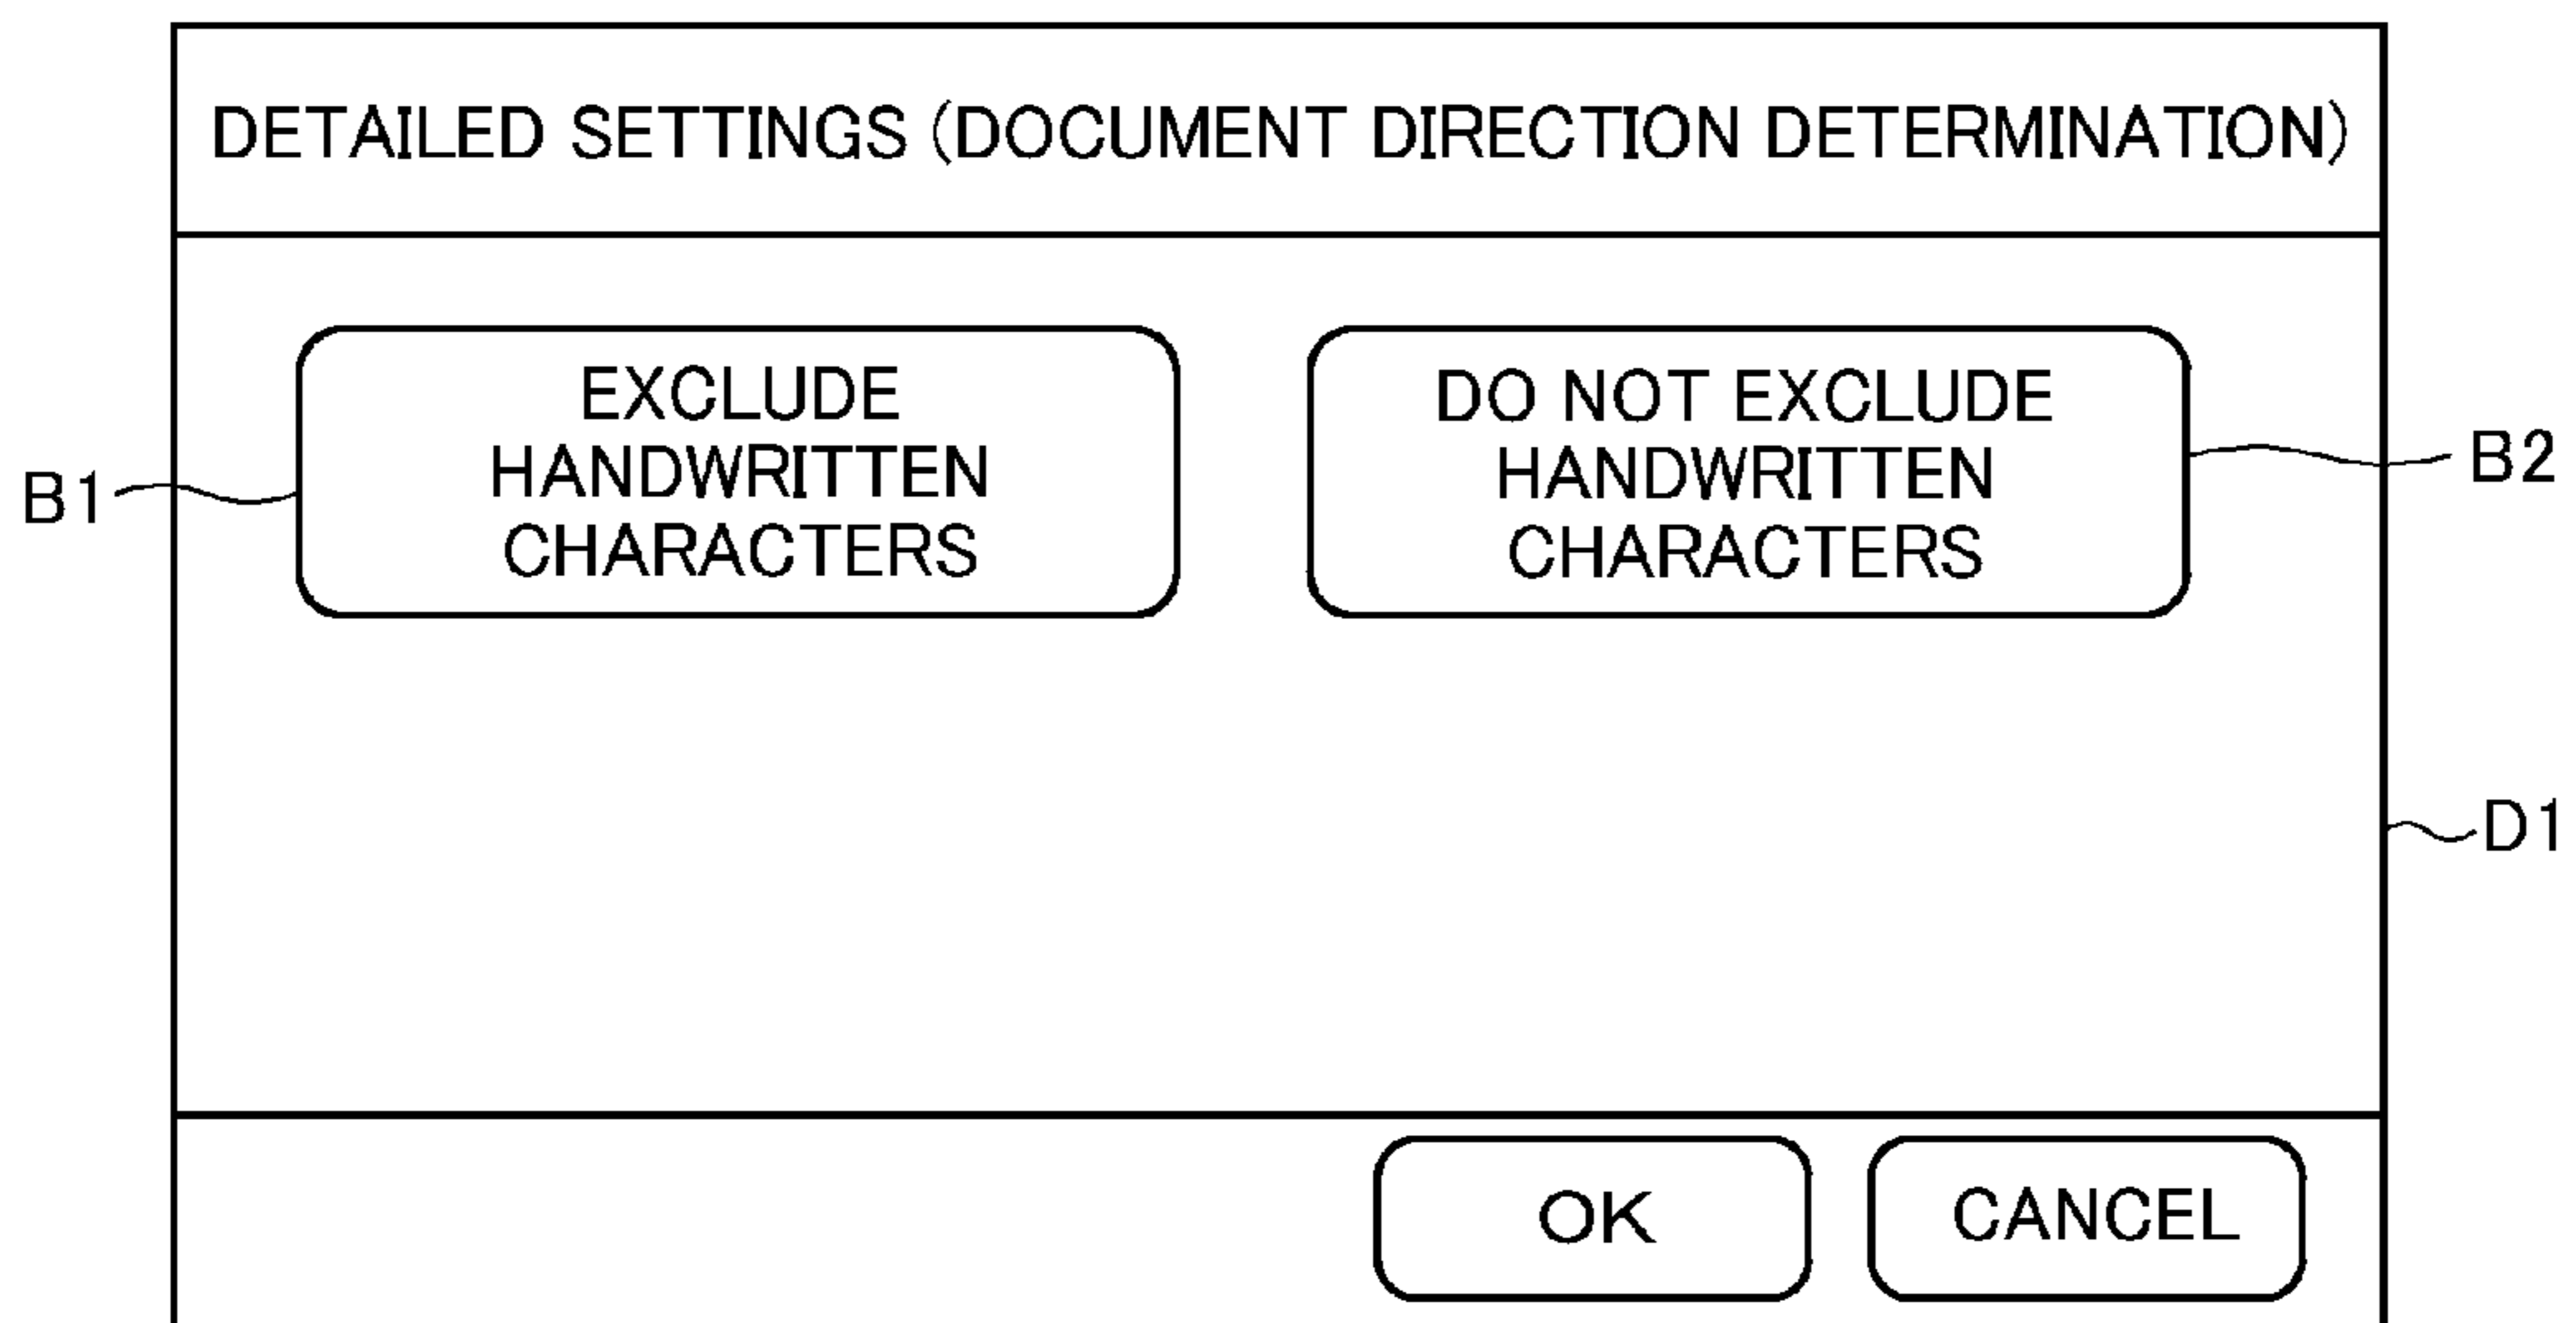 DETAILED SETTINGS (DOCUMENT DIRECTION DETERMINATION)
EXCLUDE
HANDWRITTEN
CHARACTERS
DO NOT EXCLUDE
HANDWRITTEN
CHARACTERS
B1
B2
D1
OK
CANCEL